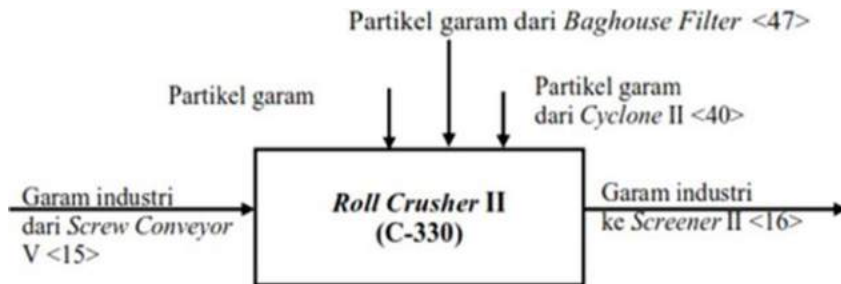 Partikel garam dari Baghouse Filter <47>
Partikel garam
Partikel garam
dari Cyclone II <40>
Garam industri
dari Screw Conveyor
V <15>
Roll Crusher II
(C-330)
Garam industri
ke Screener II <16>